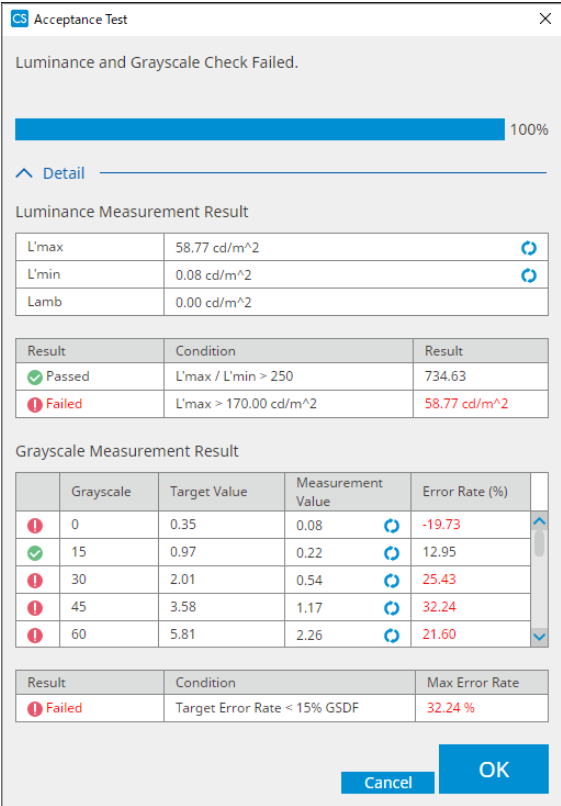 CS Acceptance Test
Luminance and Grayscale Check Failed.
100%
Detail
Luminance Measurement Result
L'max 58.77 cd/m^2
L'min 0.08 cd/m^2
Lamb 0.00 cd/m^2
Result Condition Result
Passed L'max / L'min > 250 734.63
Failed L'max > 170.00 cd/m^2 58.77 cd/m^2
Grayscale Measurement Result
Grayscale Target Value Measurement Value Error Rate (%)
0 0.35 0.08 -19.73
15 0.97 0.22 12.95
30 2.01 0.54 25.43
45 3.58 1.17 32.24
60 5.81 2.26 21.60
Result Condition Max Error Rate
Failed Target Error Rate < 15% GSDF 32.24 %
Cancel OK